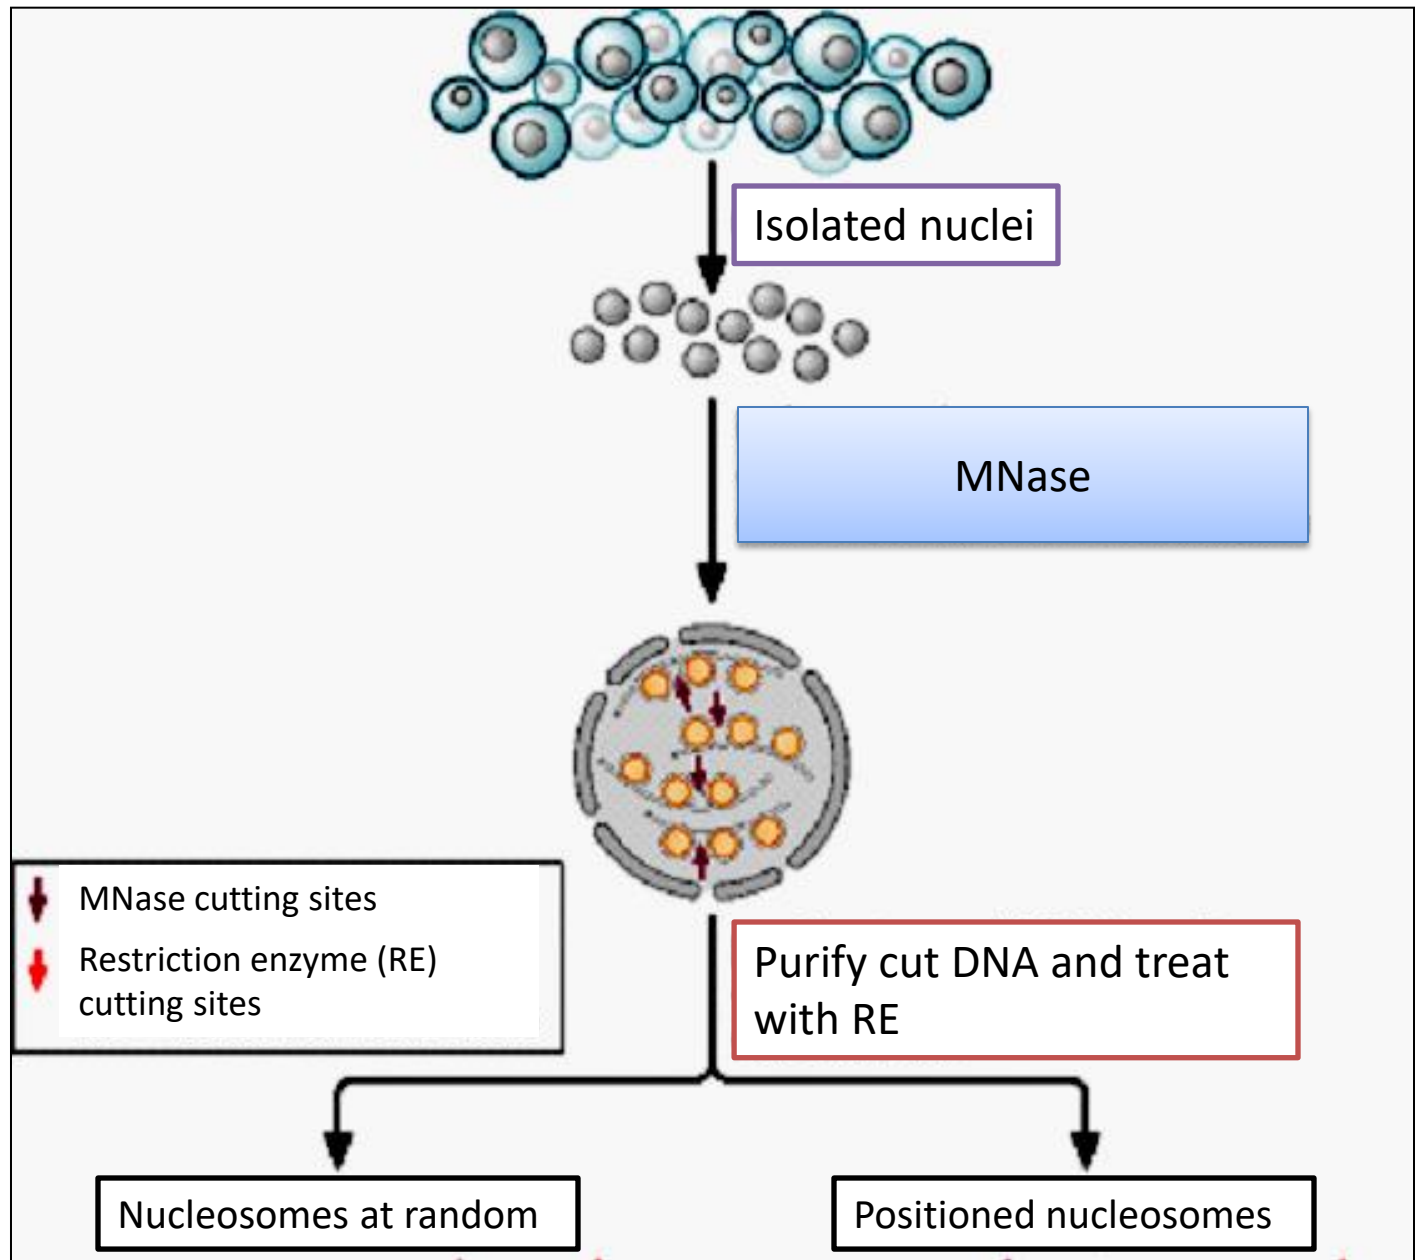 Isolated nuclei
MNase
MNase cutting sites
Restriction enzyme (RE)
cutting sites
Purify cut DNA and treat
with RE
Nucleosomes at random
Positioned nucleosomes